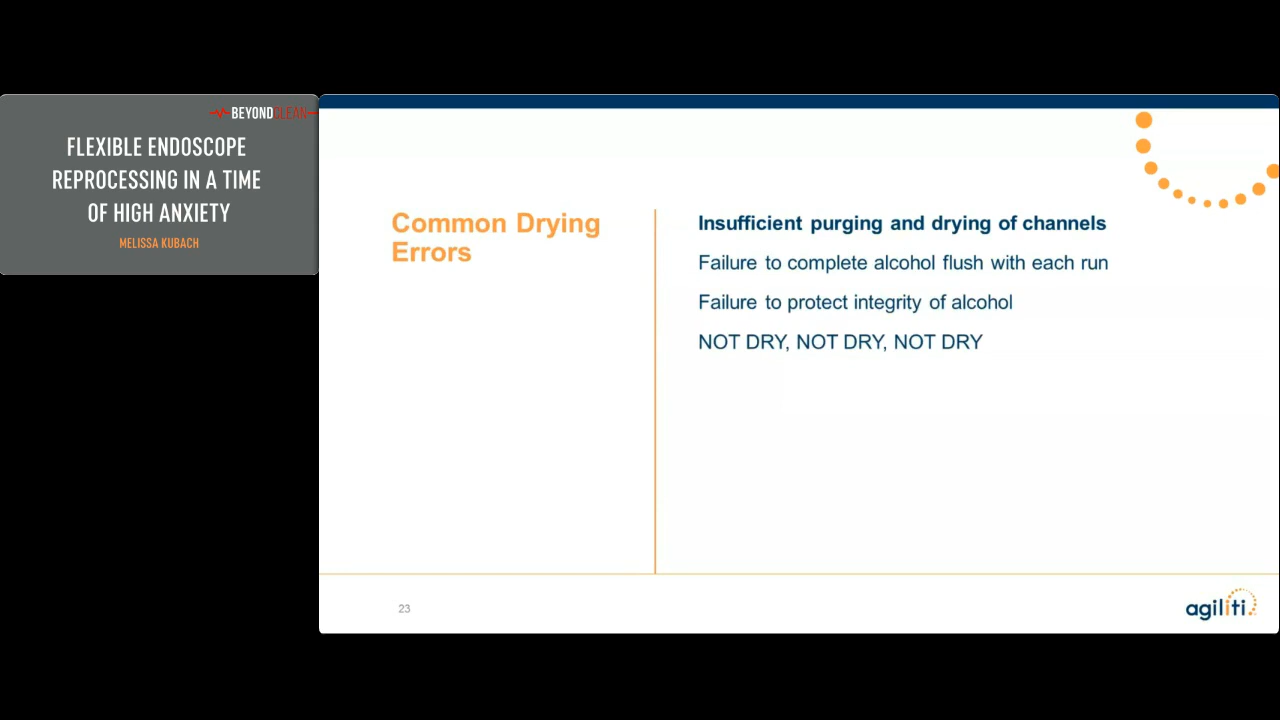 BEYONDCLEAN
FLEXIBLE ENDOSCOPE
REPROCESSING IN A TIME
OF HIGH ANXIETY
MELISSA KUBACH
Common Drying
Errors
Insufficient purging and drying of channels
Failure to complete alcohol flush with each run
Failure to protect integrity of alcohol
NOT DRY, NOT DRY, NOT DRY
23
agiliti